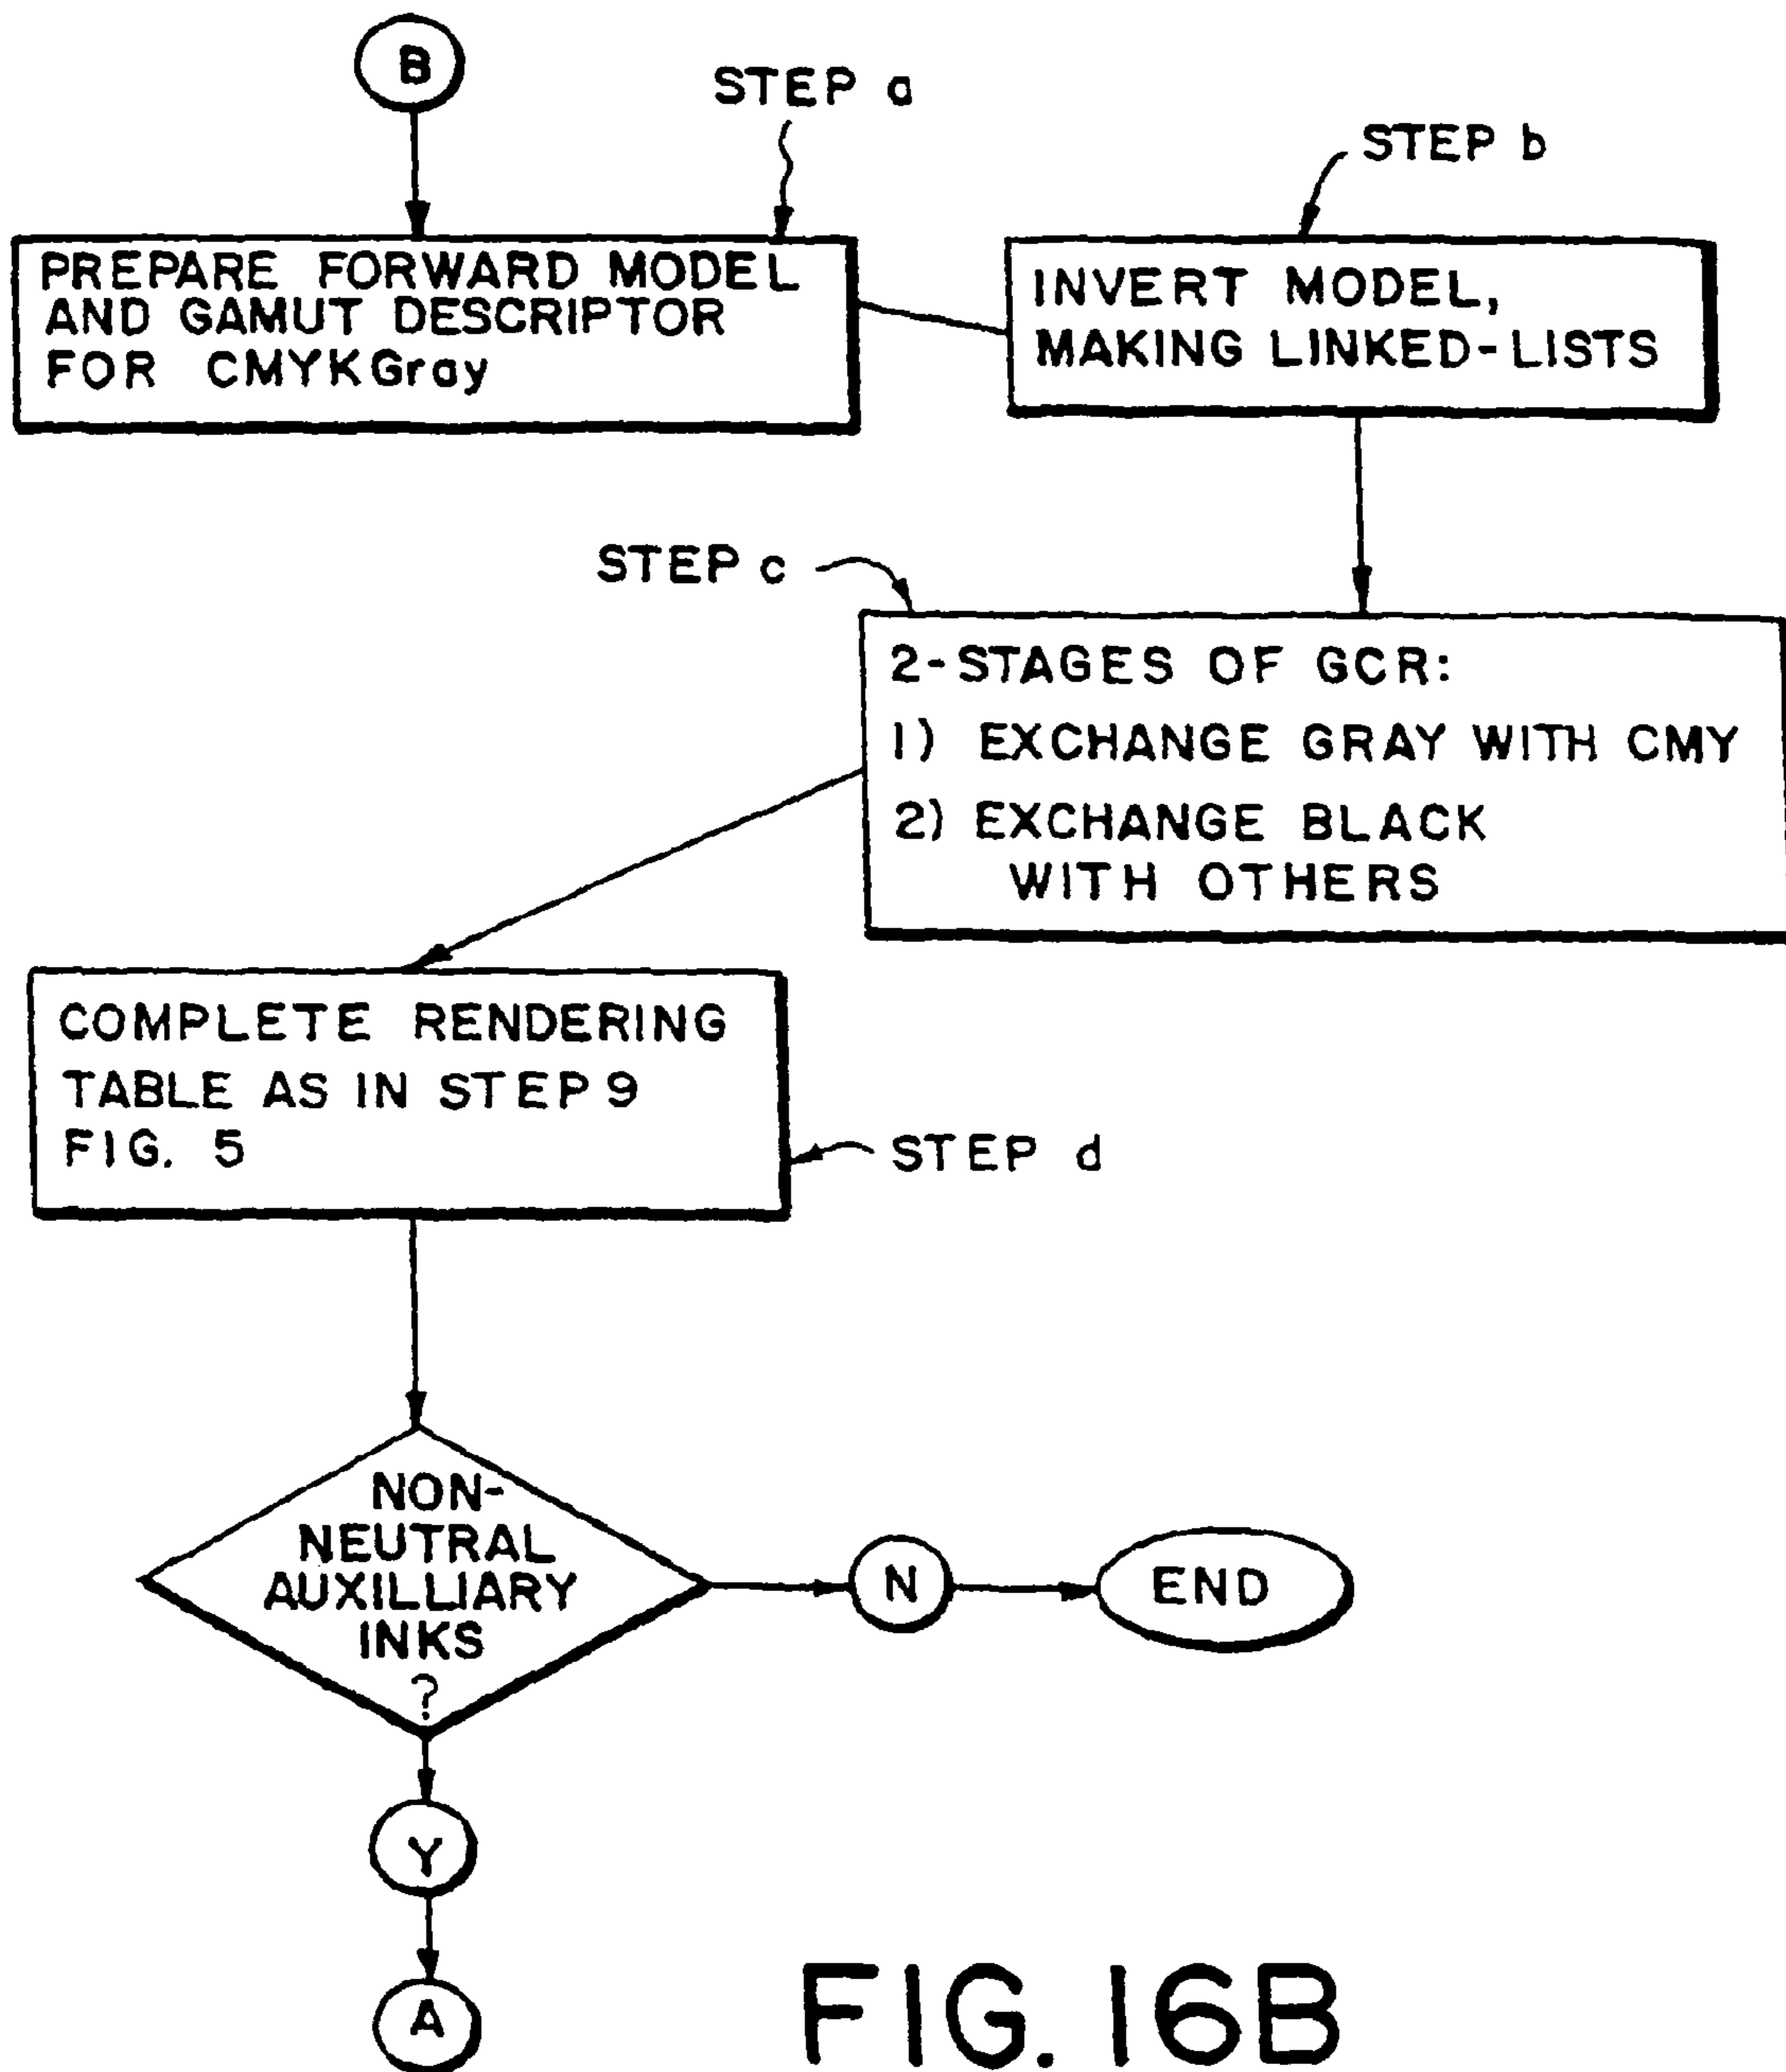 B
STEP a
STEP b
PREPARE FORWARD MODEL
AND GAMUT DESCRIPTOR
FOR CMYKGray
INVERT MODEL,
MAKING LINKED-LISTS
STEP c
2-STAGES OF GCR:
1) EXCHANGE GRAY WITH CMY
2) EXCHANGE BLACK
WITH OTHERS
COMPLETE RENDERING
TABLE AS IN STEP 9
FIG. 5
STEP d
NON-
NEUTRAL
AUXILLIARY
INKS
?
N
END
Y
A
FIG. 16B